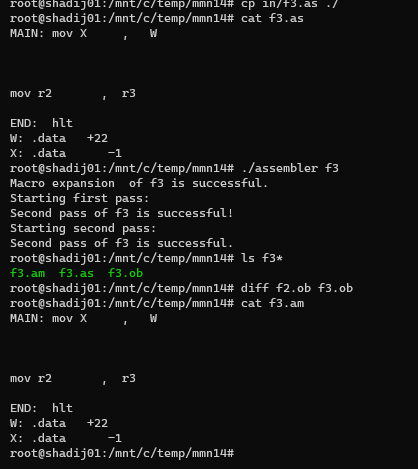 root@shadij01:/mnt/c/temp/mmn14# cp in/f3.as ./
root@shadij01:/mnt/c/temp/mmn14# cat f3.as
MAIN: mov X     ,   W
mov r2       ,  r3
END:  hlt
W: .data   +22
X: .data      -1
root@shadij01:/mnt/c/temp/mmn14# ./assembler f3
Macro expansion  of f3 is successful.
Starting first pass:
Second pass of f3 is successful!
Starting second pass:
Second pass of f3 is successful.
root@shadij01:/mnt/c/temp/mmn14# ls f3*
f3.am  f3.as  f3.ob
root@shadij01:/mnt/c/temp/mmn14# diff f2.ob f3.ob
root@shadij01:/mnt/c/temp/mmn14# cat f3.am
MAIN: mov X     ,   W
mov r2       ,  r3
END:  hlt
W: .data   +22
X: .data      -1
root@shadij01:/mnt/c/temp/mmn14#